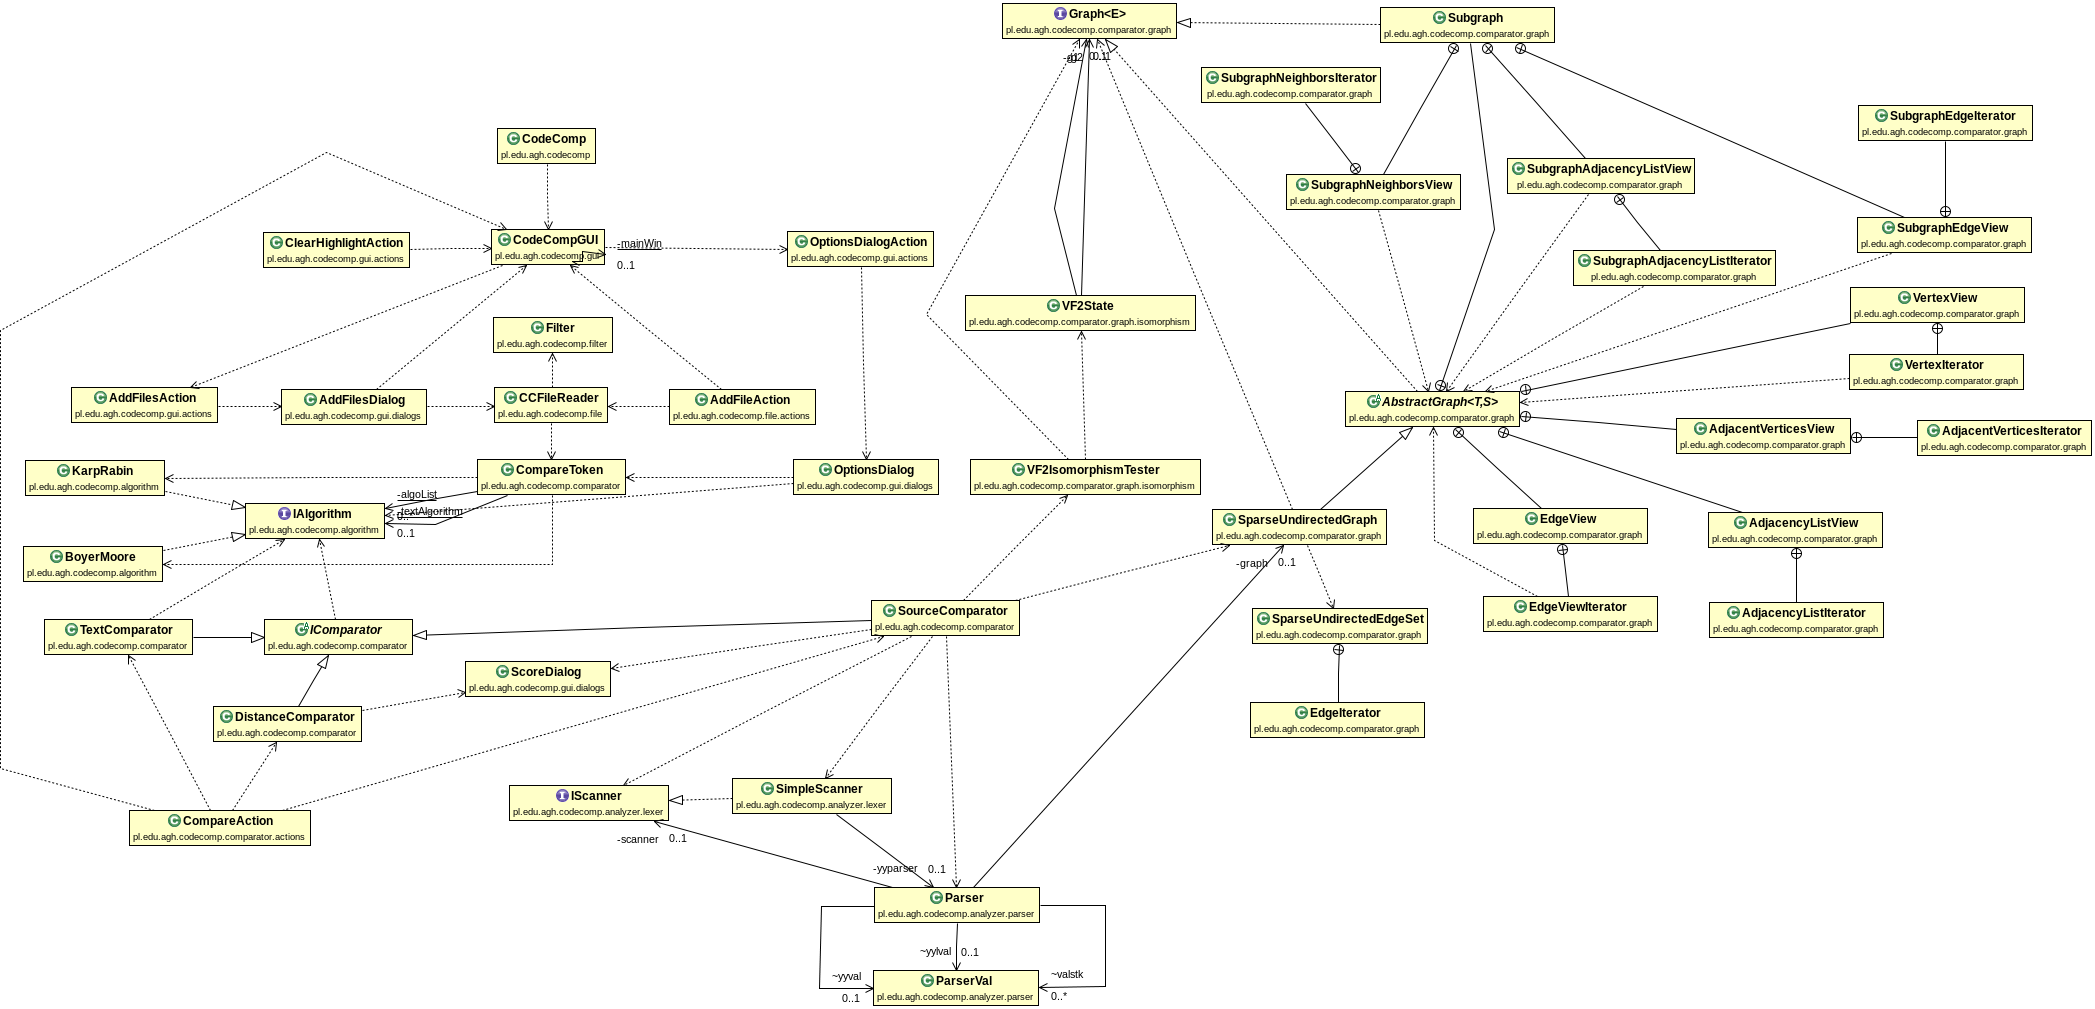 Graph<E>
pl.edu.agh.codecomp.comparator.graph
Subgraph
pl.edu.agh.codecomp.comparator.graph
0..1
SubgraphNeighborsIterator
pl.edu.agh.codecomp.comparator.graph
SubgraphEdgeIterator
pl.edu.agh.codecomp.comparator.graph
CodeComp
pl.edu.agh.codecomp
SubgraphNeighborsView
pl.edu.agh.codecomp.comparator.graph
SubgraphAdjacencyListView
pl.edu.agh.codecomp.comparator.graph
SubgraphEdgeView
pl.edu.agh.codecomp.comparator.graph
ClearHighlightAction
pl.edu.agh.codecomp.gui.actions
CodeCompGUI
pl.edu.agh.codecomp.gui
-mainWin
0..1
OptionsDialogAction
pl.edu.agh.codecomp.gui.actions
SubgraphAdjacencyListIterator
pl.edu.agh.codecomp.comparator.graph
VF2State
pl.edu.agh.codecomp.comparator.graph.isomorphism
VertexView
pl.edu.agh.codecomp.comparator.graph
Filter
pl.edu.agh.codecomp.filter
VertexIterator
pl.edu.agh.codecomp.comparator.graph
AddFilesAction
pl.edu.agh.codecomp.gui.actions
AddFilesDialog
pl.edu.agh.codecomp.gui.dialogs
CCFileReader
pl.edu.agh.codecomp.file
AddFileAction
pl.edu.agh.codecomp.file.actions
AbstractGraph<T,S>
pl.edu.agh.codecomp.comparator.graph
AdjacentVerticesView
pl.edu.agh.codecomp.comparator.graph
AdjacentVerticesIterator
pl.edu.agh.codecomp.comparator.graph
KarpRabin
pl.edu.agh.codecomp.algorithm
CompareToken
pl.edu.agh.codecomp.comparator
OptionsDialog
pl.edu.agh.codecomp.gui.dialogs
VF2IsomorphismTester
pl.edu.agh.codecomp.comparator.graph.isomorphism
-algoList
-textAlgorithm
0..1
IAlgorithm
pl.edu.agh.codecomp.algorithm
SparseUndirectedGraph
pl.edu.agh.codecomp.comparator.graph
EdgeView
pl.edu.agh.codecomp.comparator.graph
AdjacencyListView
pl.edu.agh.codecomp.comparator.graph
BoyerMoore
pl.edu.agh.codecomp.algorithm
-graph
0..1
SourceComparator
pl.edu.agh.codecomp.comparator
EdgeViewIterator
pl.edu.agh.codecomp.comparator.graph
AdjacencyListIterator
pl.edu.agh.codecomp.comparator.graph
SparseUndirectedEdgeSet
pl.edu.agh.codecomp.comparator.graph
TextComparator
pl.edu.agh.codecomp.comparator
IComparator
pl.edu.agh.codecomp.comparator
ScoreDialog
pl.edu.agh.codecomp.gui.dialogs
DistanceComparator
pl.edu.agh.codecomp.comparator
EdgeIterator
pl.edu.agh.codecomp.comparator.graph
IScanner
pl.edu.agh.codecomp.analyzer.lexer
SimpleScanner
pl.edu.agh.codecomp.analyzer.lexer
CompareAction
pl.edu.agh.codecomp.comparator.actions
-scanner
0..1
-yyparser
0..1
Parser
pl.edu.agh.codecomp.analyzer.parser
~yylval
0..1
~yyval
0..1
~valstk
0..*
ParserVal
pl.edu.agh.codecomp.analyzer.parser